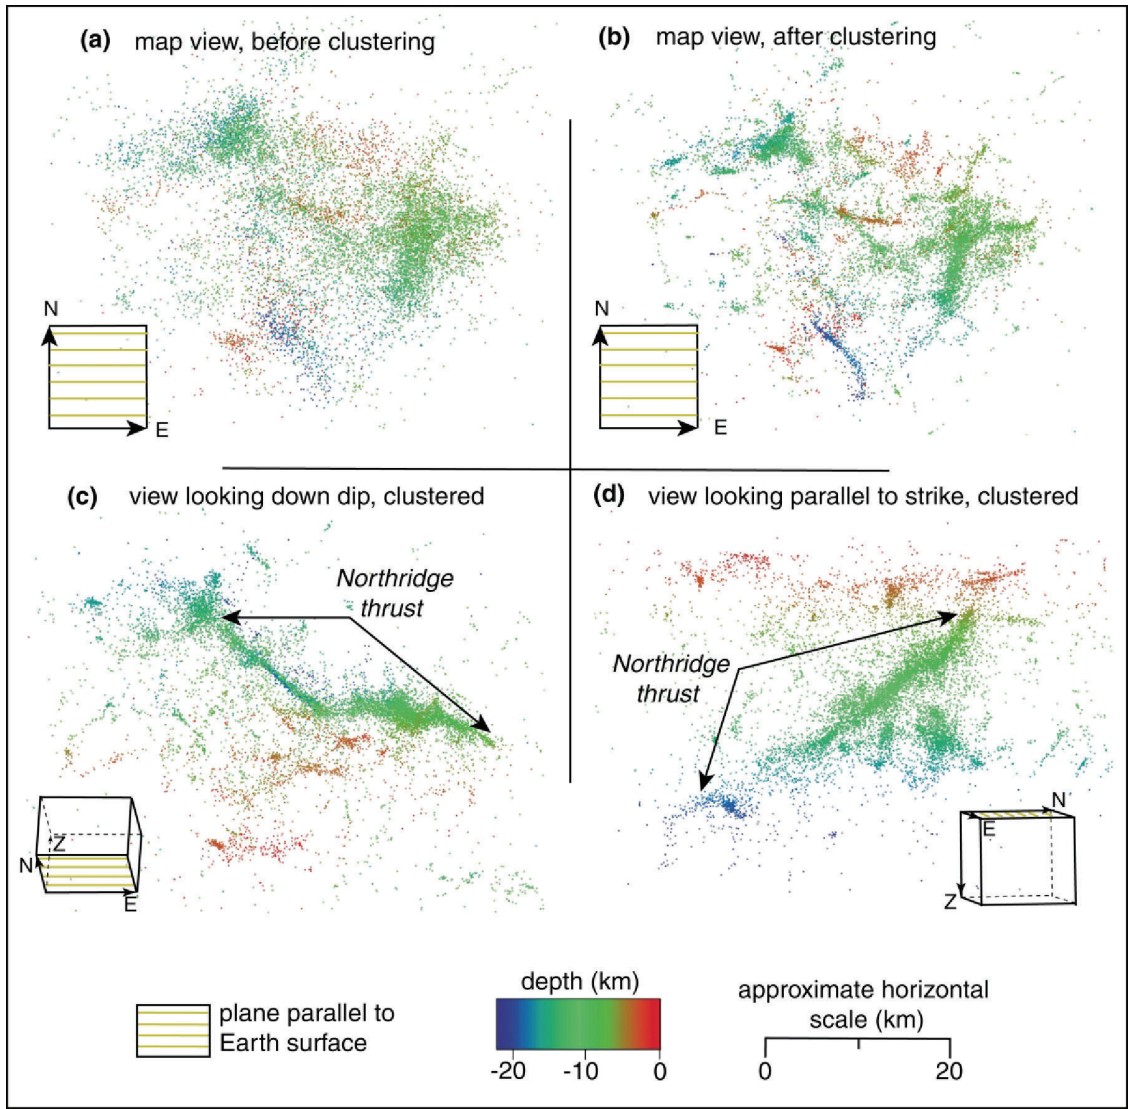 (a) map view, before clustering
(b) map view, after clustering
N
E
N
E
(c) view looking down dip, clustered
(d) view looking parallel to strike, clustered
Northridge
thrust
Northridge
thrust
Z
N
E
N
E
Z
plane parallel to
Earth surface
depth (km)
-20 -10 0
approximate horizontal
scale (km)
0 20